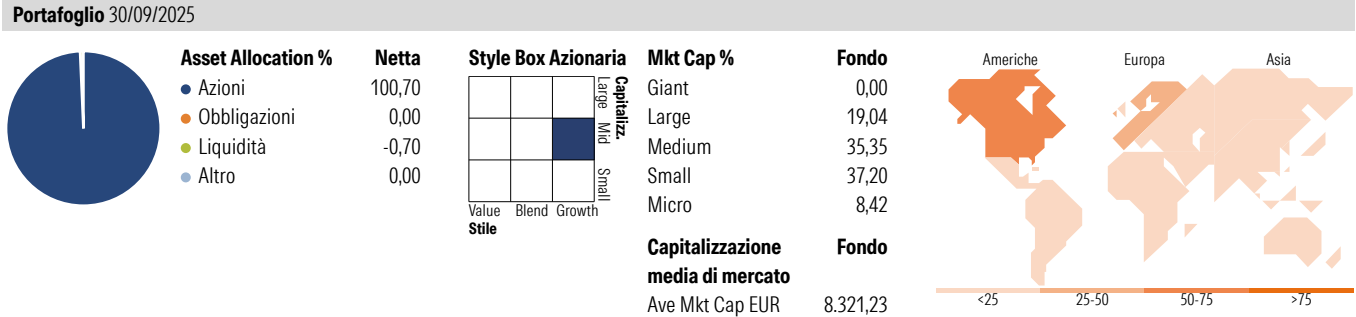 Portafoglio 30/09/2025
Asset Allocation % Netta
Azioni 100,70
Obbligazioni 0,00
Liquidità -0,70
Altro 0,00
Style Box Azionaria
Capitalizz.
Large Mid Small
Value Blend Growth
Stile
Mkt Cap % Fondo
Giant 0,00
Large 19,04
Medium 35,35
Small 37,20
Micro 8,42
Capitalizzazione Fondo
media di mercato
Ave Mkt Cap EUR 8.321,23
Americhe Europa Asia
<25 25-50 50-75 >75